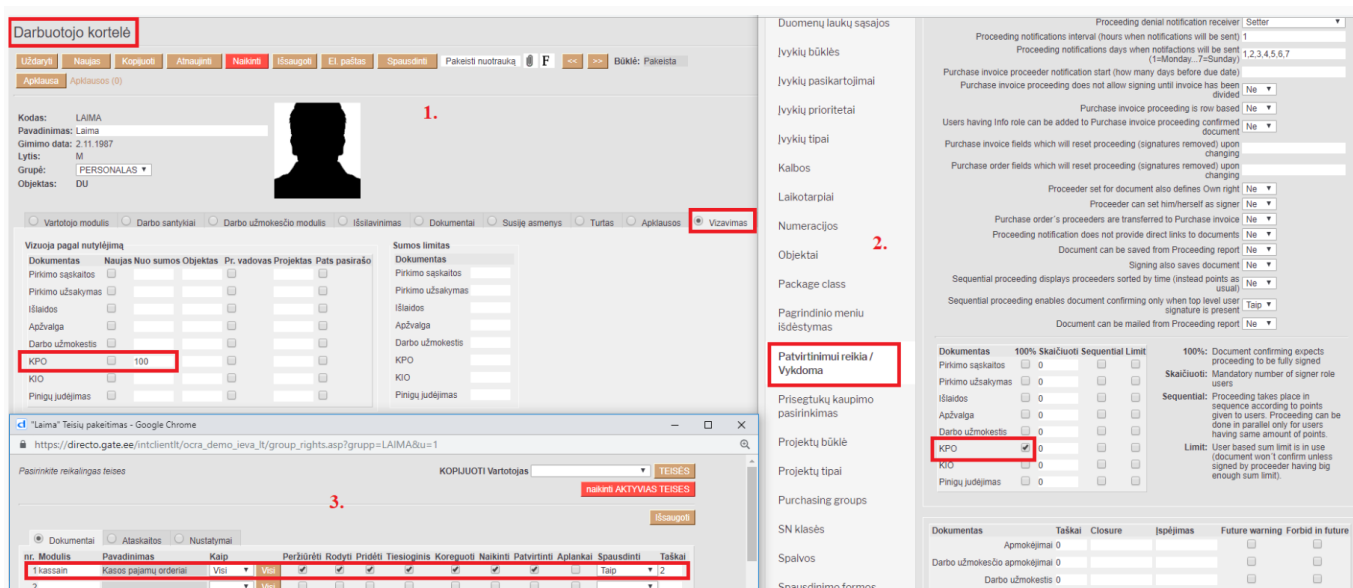 Darbuotojo kortelė
Uždaryti Naujas Kopijuoti Atnaujinti Naikinti Išsaugoti El. paštas Spausdinti Pakeisti nuotrauką F << >> Būklė: Pakeista
Apklausa Apklausos (0)
1.
Kodas: LAIMA
Pavadinimas: Laima
Gimimo data: 2.11.1987
Lytis: M
Grupė: PERSONALAS
Objektas: DU
Vartotojo modulis Darbo santykiai Darbo užmokesčio modulis Išsilavinimas Dokumentai Susiję asmenys Turtas Apklausos Vizavimas
Vizuoja pagal nutylėjimą
Dokumentas Naujas Nuo sumos Objektas Pr. vadovas Projektas Pats pasirašo
Pirkimo sąskaitos
Pirkimo užsakymas
Išlaidos
Apžvalga
Darbo užmokestis
KPO 100
KIO
Pinigų judėjimas
Sumos limitas
Dokumentas
Pirkimo sąskaitos
Pirkimo užsakymas
Išlaidos
Apžvalga
Darbo užmokestis
KPO
KIO
Pinigų judėjimas
"Laima" Teisių pakeitimas - Google Chrome
https://directo.gate.ee/intclientlt/ocra_demo_ieva_lt/group_rights.asp?grupp=LAIMA&u=1
Pasirinkite reikalingas teises
KOPIJUOTI Vartotojas TEISĖS
naikinti AKTYVIAS TEISES
3.
Išsaugoti
Dokumentai Ataskaitos Nustatymai
nr. Modulis Pavadinimas Kaip Peržiūrėti Rodyti Pridėti Tiesioginis Koreguoti Naikinti Patvirtinti Aplankai Spausdinti Taškai
1 kassain Kasos pajamų orderiai Visi Visi Taip 2
2 Visi
Duomenų laukų sąsajos
Įvykių būklės
Įvykių pasikartojimai
Įvykių prioritetai
Įvykių tipai
Kalbos
Laikotarpiai
Numeracijos
Objektai
Package class
Pagrindinio meniu
išdėstymas
Patvirtinimui reikia /
Vykdoma
Prisegtukų kaupimo
pasirinkimas
Projektų būklė
Projektų tipai
Purchasing groups
SN klasės
Spalvos
Spausdinimo formos
2.
Proceeding denial notification receiver Setter
Proceeding notifications interval (hours when notifications will be sent) 1
Proceeding notifications days when notifactions will be sent
(1=Monday...7=Sunday) 1,2,3,4,5,6,7
Purchase invoice proceeder notification start (how many days before due date)
Purchase invoice proceeding does not allow signing until invoice has been
divided Ne
Purchase invoice proceeding is row based Ne
Users having Info role can be added to Purchase invoice proceeding confirmed
document Ne
Purchase invoice fields which will reset proceeding (signatures removed) upon
changing
Purchase order fields which will reset proceeding (signatures removed) upon
changing
Proceeder set for document also defines Own right Ne
Proceeder can set him/herself as signer Ne
Purchase order´s proceeders are transferred to Purchase invoice Ne
Proceeding notification does not provide direct links to documents Ne
Document can be saved from Proceeding report Ne
Signing also saves document Ne
Sequential proceeding displays proceeders sorted by time (instead points as
usual) Ne
Sequential proceeding enables document confirming only when top level user
signature is present Taip
Document can be mailed from Proceeding report Ne
Dokumentas 100% Skaičiuoti Sequential Limit
Pirkimo sąskaitos 0
Pirkimo užsakymas 0
Išlaidos 0
Apžvalga 0
Darbo užmokestis 0
KPO 0
KIO 0
Pinigų judėjimas 0
100%: Document confirming expects
proceeding to be fully signed
Skaičiuoti: Mandatory number of signer role
users
Sequential: Proceeding takes place in
sequence according to points
given to users. Proceeding can be
done in parallel only for users
having same amount of points.
Limit: User based sum limit is in use
(document won´t confirm unless
signed by proceeder having big
enough sum limit).
Dokumentas Taškai Closure Įspėjimas Future warning Forbid in future
Apmokėjimai 0
Darbo užmokesčio apmokėjimai 0
Darbo užmokestis 0